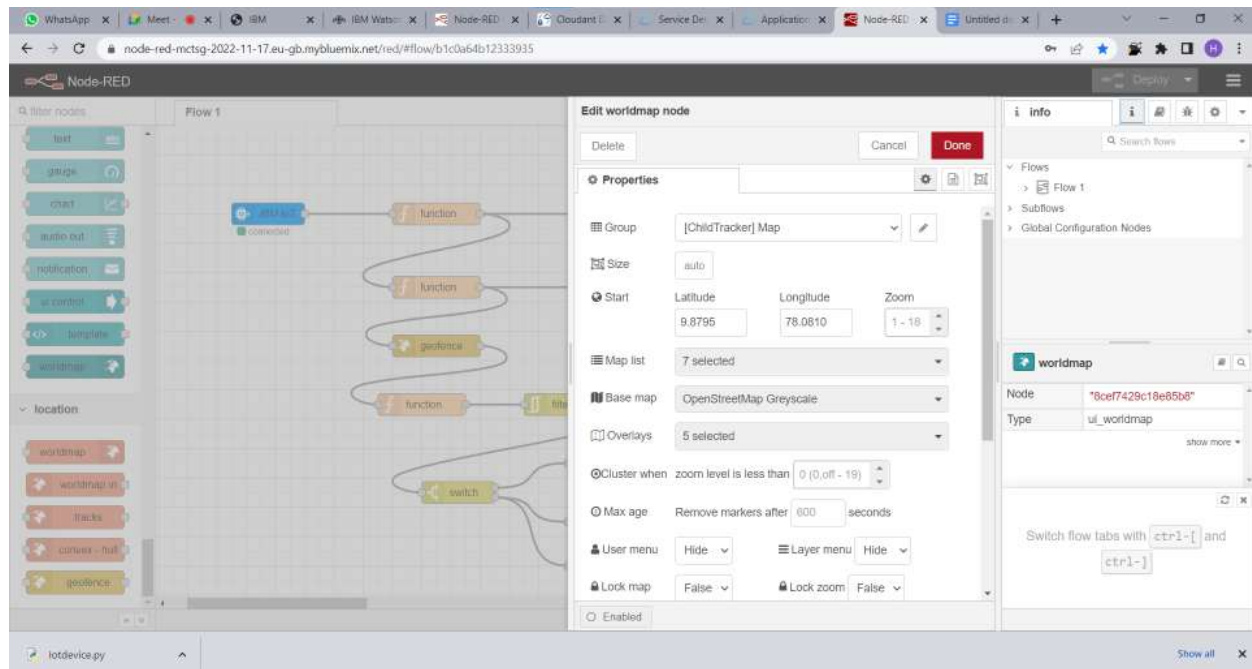 WhatsApp
Meet -
IBM
IBM Watso
Node-RED
Cloudant
Service De
Application
Node-RED
Untitled d
node-red-mctsg-2022-11-17.eu-gb.mybluemix.net/red/#flow/b1c0a64b12333935
H
Node-RED
Deploy
filter nodes
Flow 1
text
gauge
chart
audio out
notification
ui control
template
worldmap
location
worldmap
worldmap in
tracks
convex - hull
geofence
IBM IoT
connected
function
function
geofence
function
filte
switch
Edit worldmap node
Delete
Cancel
Done
Properties
Group
[ChildTracker] Map
Size
auto
Start
Latitude
Longitude
Zoom
9.8795
78.0810
1 - 18
Map list
7 selected
Base map
OpenStreetMap Greyscale
Overlays
5 selected
Cluster when zoom level is less than 0 (0,off - 19)
Max age
Remove markers after 600 seconds
User menu
Hide
Layer menu
Hide
Lock map
False
Lock zoom
False
Enabled
i info
i
Search flows
Flows
Flow 1
Subflows
Global Configuration Nodes
worldmap
Node
"8cef7429c18e85b8"
Type
ui_worldmap
show more
Switch flow tabs with ctrl-[ and
ctrl-]
iotdevice.py
Show all